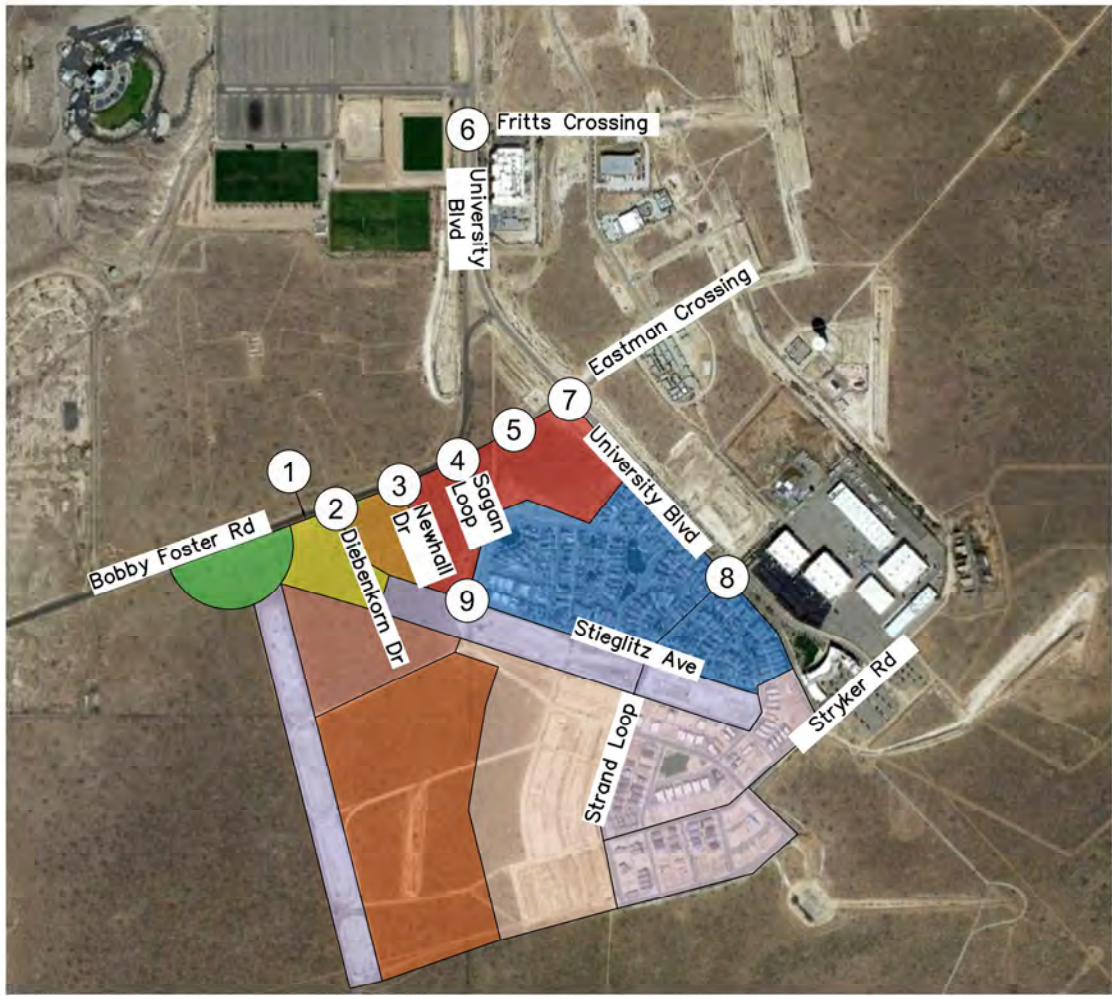 6
Fritts Crossing
University
Blvd
Eastman Crossing
7
5
University Blvd
4
Sagan
Loop
3
Newhall
Dr
1
2
Diebenkorn Dr
Bobby Foster Rd
8
9
Stieglitz Ave
Stryker Rd
Strand Loop